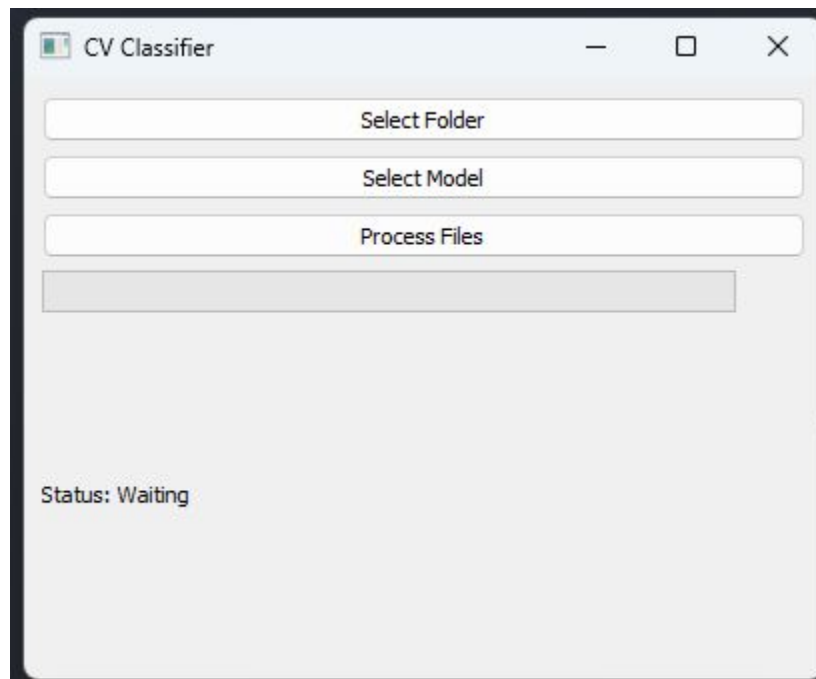 CV Classifier
Select Folder
Select Model
Process Files
Status: Waiting